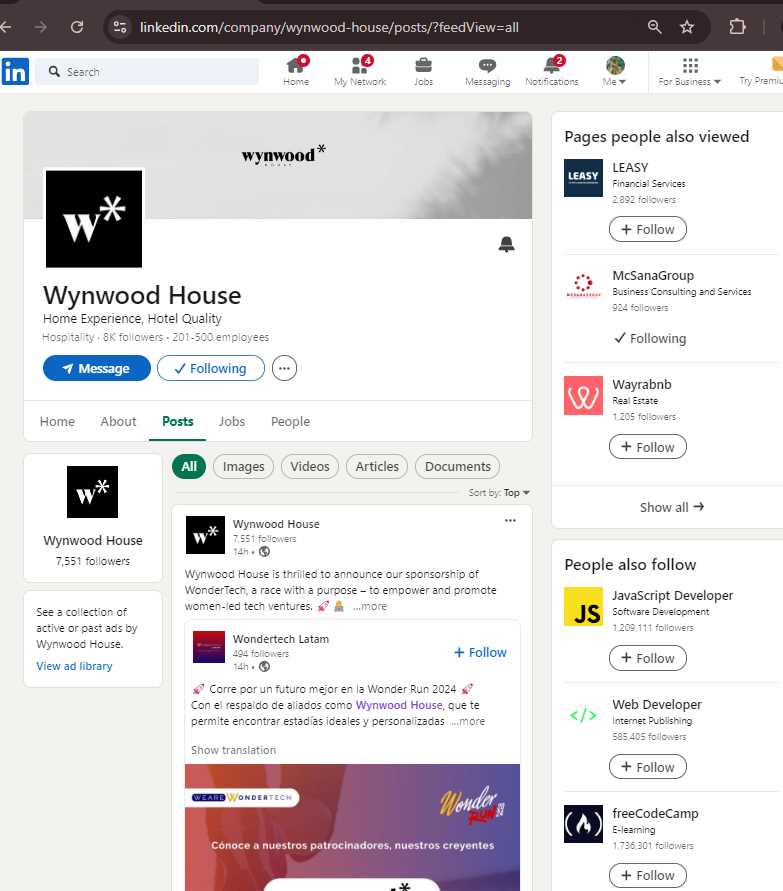 linkedin.com/company/wynwood-house/posts/?feedView=all
in
Search
Home
4
My Network
Jobs
Messaging
2
Notifications
Me
For Business
Try Premiu
wynwood*
HOUSE
w*
Wynwood House
Home Experience, Hotel Quality
Hospitality · 8K followers · 201-500 employees
Message
Following
Home
About
Posts
Jobs
People
w*
Wynwood House
7,551 followers
See a collection of
active or past ads by
Wynwood House.
View ad library
All
Images
Videos
Articles
Documents
Sort by: Top
w*
Wynwood House
7,551 followers
14h •
Wynwood House is thrilled to announce our sponsorship of
WonderTech, a race with a purpose – to empower and promote
women-led tech ventures. 🚀 ...more
Wondertech Latam
494 followers
14h •
+ Follow
🚀 Corre por un futuro mejor en la Wonder Run 2024 🚀
Con el respaldo de aliados como Wynwood House, que te
permite encontrar estadías ideales y personalizadas ...more
Show translation
WEARE WONDERTECH
Wonder
RUN
Cónoce a nuestros patrocinadores, nuestros creyentes
Pages people also viewed
LEASY
LEASY
Financial Services
2,892 followers
+ Follow
MCSANAGROUP
McSanaGroup
Business Consulting and Services
924 followers
Following
Wayrabnb
Real Estate
1,205 followers
+ Follow
Show all →
People also follow
JS
JavaScript Developer
Software Development
1,209,111 followers
+ Follow
</>
Web Developer
Internet Publishing
585,405 followers
+ Follow
freeCodeCamp
E-learning
1,736,301 followers
+ Follow